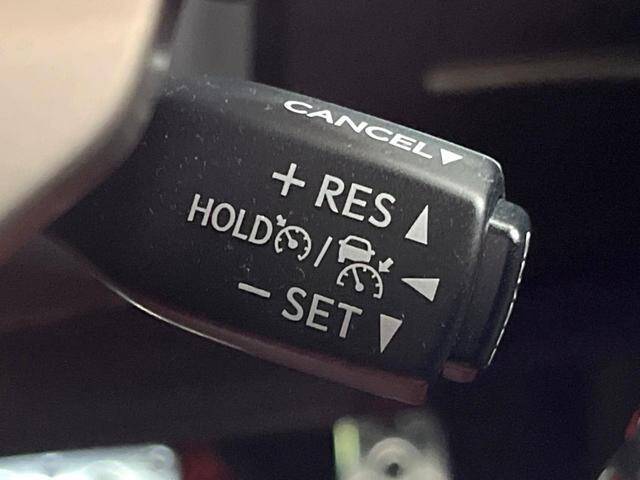 CANCEL▼
+ RES ▲
HOLD / ◀
− SET ▼